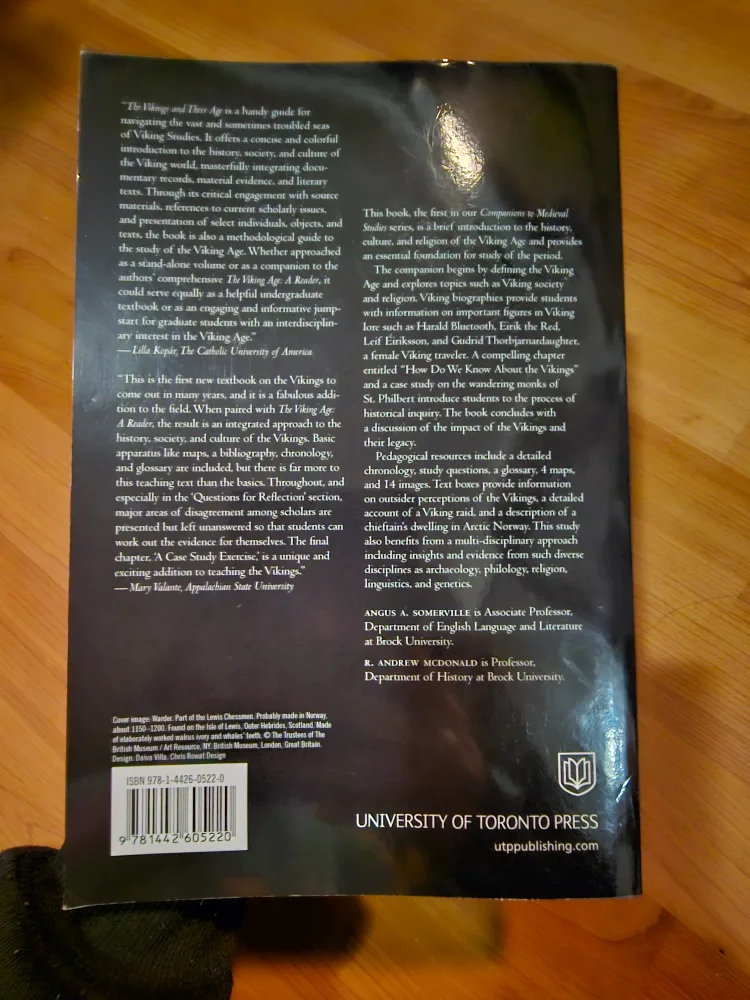 "The Vikings and Their Age is a handy guide for
navigating the vast and sometimes troubled seas
of Viking Studies. It offers a concise and colorful
introduction to the history, society, and culture of
the Viking world, masterfully integrating docu-
mentary records, material evidence, and literary
texts. Through its critical engagement with source
materials, references to current scholarly issues,
and presentation of select individuals, objects, and
texts, the book is also a methodological guide to
the study of the Viking Age. Whether approached
as a stand-alone volume or as a companion to the
authors' comprehensive The Viking Age: A Reader, it
could serve equally as a helpful undergraduate
textbook or as an engaging and informative jump-
start for graduate students with an interdisciplin-
ary interest in the Viking Age."
— Lilla Kopár, The Catholic University of America
"This is the first new textbook on the Vikings to
come out in many years, and it is a fabulous addi-
tion to the field. When paired with The Viking Age:
A Reader, the result is an integrated approach to the
history, society, and culture of the Vikings. Basic
apparatus like maps, a bibliography, chronology,
and glossary are included, but there is far more to
this teaching text than the basics. Throughout, and
especially in the 'Questions for Reflection' section,
major areas of disagreement among scholars are
presented but left unanswered so that students can
work out the evidence for themselves. The final
chapter, 'A Case Study Exercise,' is a unique and
exciting addition to teaching the Vikings."
— Mary Valante, Appalachian State University
This book, the first in our Companions to Medieval
Studies series, is a brief introduction to the history,
culture, and religion of the Viking Age and provides
an essential foundation for study of the period.
The companion begins by defining the Viking
Age and explores topics such as Viking society
and religion. Viking biographies provide students
with information on important figures in Viking
lore such as Harald Bluetooth, Eirik the Red,
Leif Eiriksson, and Gudrid Thorbjarnardaughter,
a female Viking traveler. A compelling chapter
entitled "How Do We Know About the Vikings"
and a case study on the wandering monks of
St. Philbert introduce students to the process of
historical inquiry. The book concludes with
a discussion of the impact of the Vikings and
their legacy.
Pedagogical resources include a detailed
chronology, study questions, a glossary, 4 maps,
and 14 images. Text boxes provide information
on outsider perceptions of the Vikings, a detailed
account of a Viking raid, and a description of a
chieftain's dwelling in Arctic Norway. This study
also benefits from a multi-disciplinary approach
including insights and evidence from such diverse
disciplines as archaeology, philology, religion,
linguistics, and genetics.
ANGUS A. SOMERVILLE is Associate Professor,
Department of English Language and Literature
at Brock University.
R. ANDREW MCDONALD is Professor,
Department of History at Brock University.
Cover image: Warder. Part of the Lewis Chessmen. Probably made in Norway,
about 1150–1200. Found on the Isle of Lewis, Outer Hebrides, Scotland. Made
of elaborately worked walrus ivory and whales' teeth. © The Trustees of The
British Museum / Art Resource, NY. British Museum, London, Great Britain.
Design: Daiva Villa, Chris Rowat Design
ISBN 978-1-4426-0522-0
9 781442 605220
UNIVERSITY OF TORONTO PRESS
utppublishing.com